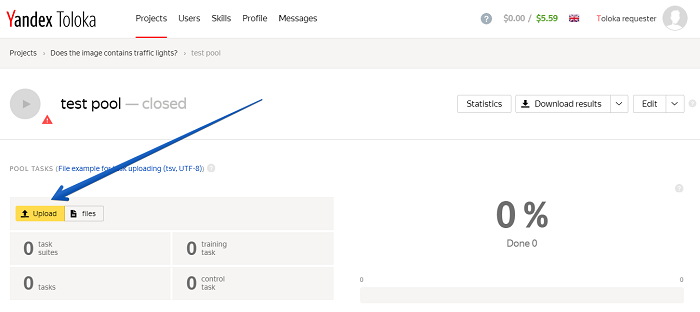 Yandex Toloka Projects Users Skills Profile Messages ? $0.00 / $5.59 Toloka requester
Projects › Does the image contains traffic lights? › test pool
test pool — closed Statistics Download results Edit ?
POOL TASKS (File example for task uploading (tsv, UTF-8)) ?
Upload files
0 task suites
0 training task
0 tasks
0 control task
?
0 %
Done 0
0 0